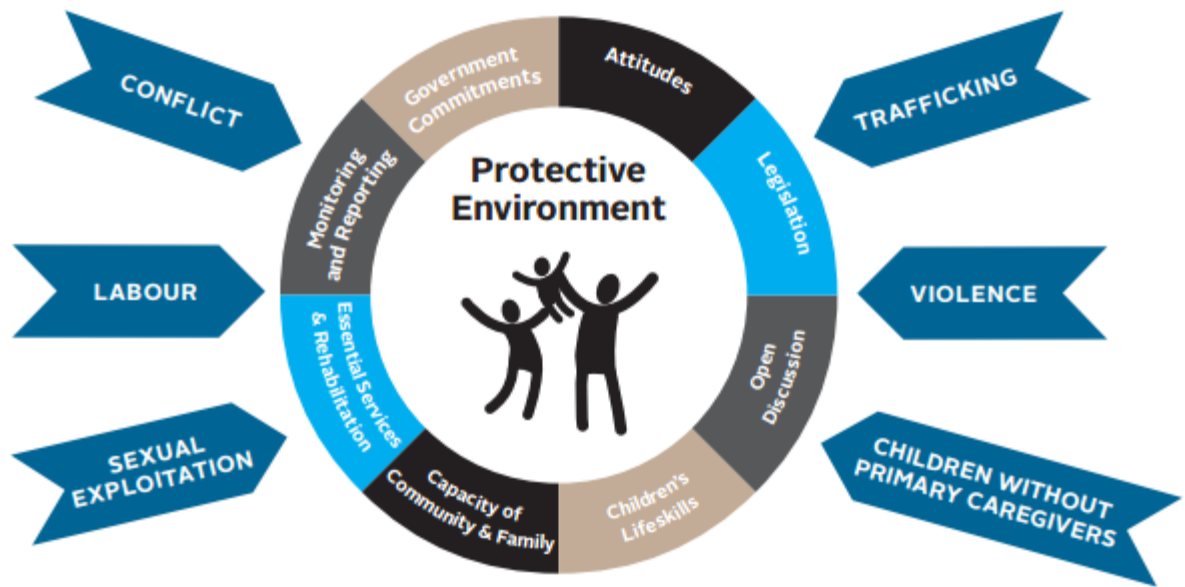 CONFLICT
Government
Commitments
Attitudes
TRAFFICKING
Monitoring
and Reporting
Protective
Environment
Legislation
LABOUR
VIOLENCE
Essential Services
& Rehabilitation
Open
Discussion
SEXUAL
EXPLOITATION
Capacity of
Community & Family
Children's
Lifeskills
CHILDREN WITHOUT
PRIMARY CAREGIVERS